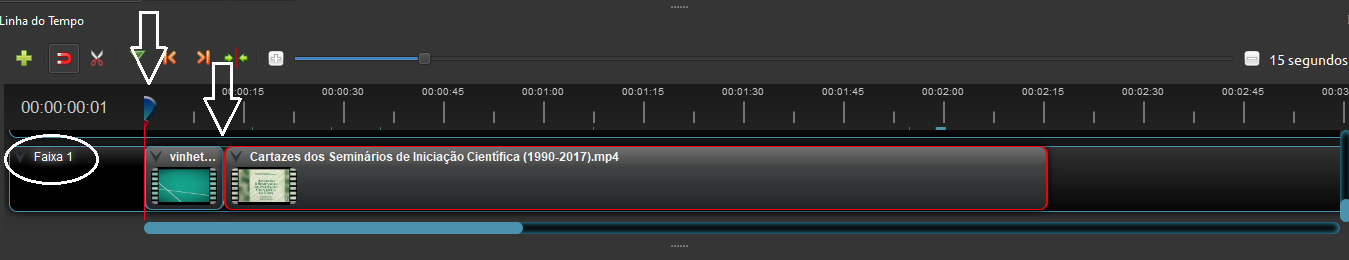 Linha do Tempo
15 segundos
00:00:00:01
00:00:15 00:00:30 00:00:45 00:01:00 00:01:15 00:01:30 00:01:45 00:02:00 00:02:15 00:02:30 00:02:45 00:03
Faixa 1
vinhet... Cartazes dos Seminários de Iniciação Científica (1990-2017).mp4